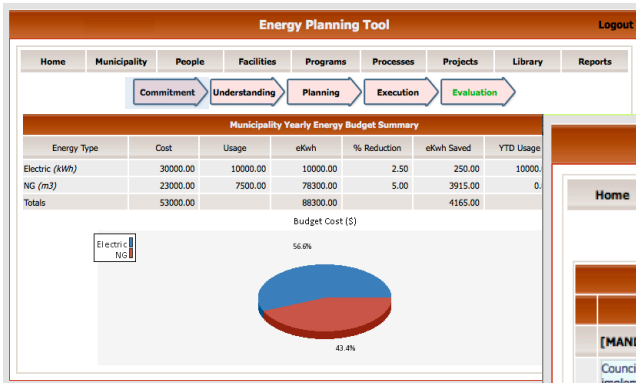 Energy Planning Tool
Logout
Home Municipality People Facilities Programs Processes Projects Library Reports
Commitment Understanding Planning Execution Evaluation
Municipality Yearly Energy Budget Summary
Energy Type Cost Usage eKwh % Reduction eKwh Saved YTD Usage
Electric (kWh) 30000.00 10000.00 10000.00 2.50 250.00 10000.
NG (m3) 23000.00 7500.00 78300.00 5.00 3915.00 0.
Totals 53000.00 88300.00 4165.00
Budget Cost ($)
Electric
NG
56.6%
43.4%
Home
[MAND
Counci